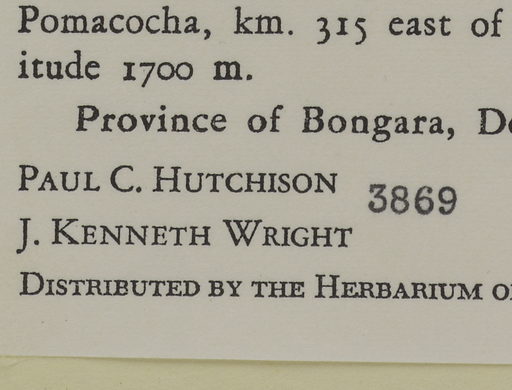 Pomacocha, km. 315 east of
itude 1700 m.
Province of Bongara,
PAUL C. HUTCHISON 3869
J. KENNETH WRIGHT
DISTRIBUTED BY THE HERBARIUM